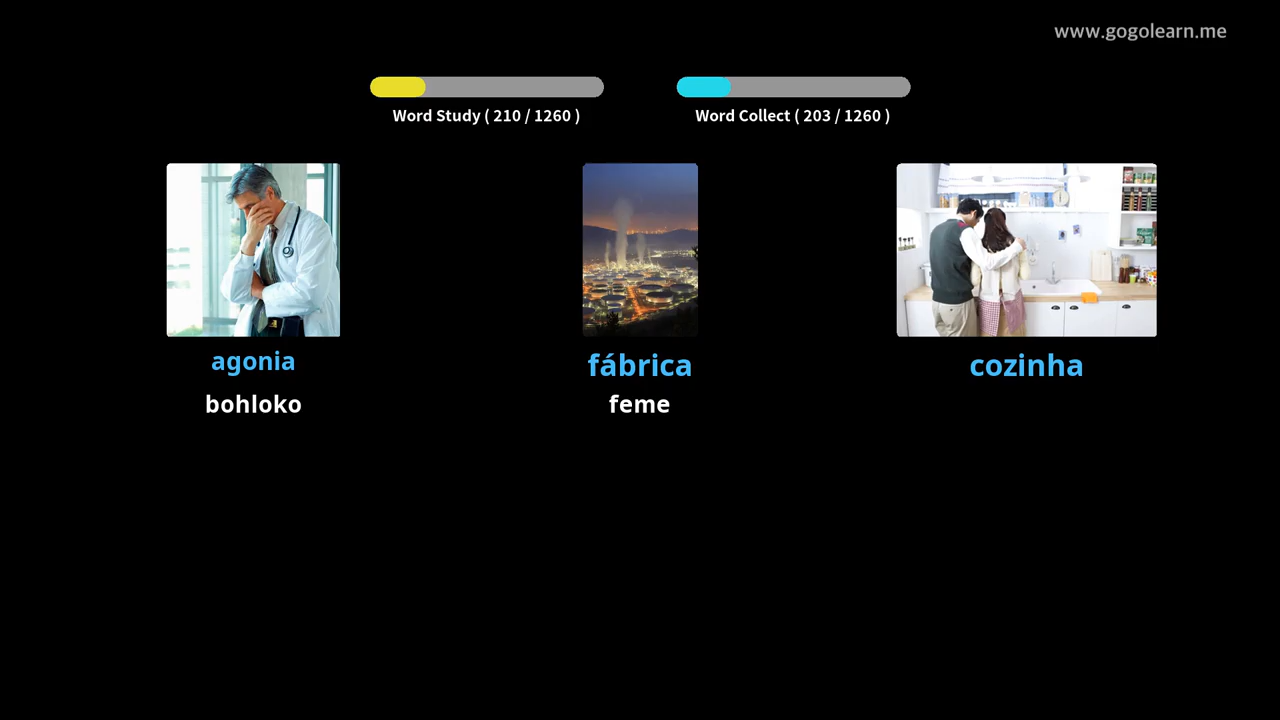 www.gogolearn.me
Word Study ( 210 / 1260 )
Word Collect ( 203 / 1260 )
agonia
fábrica
cozinha
bohloko
feme